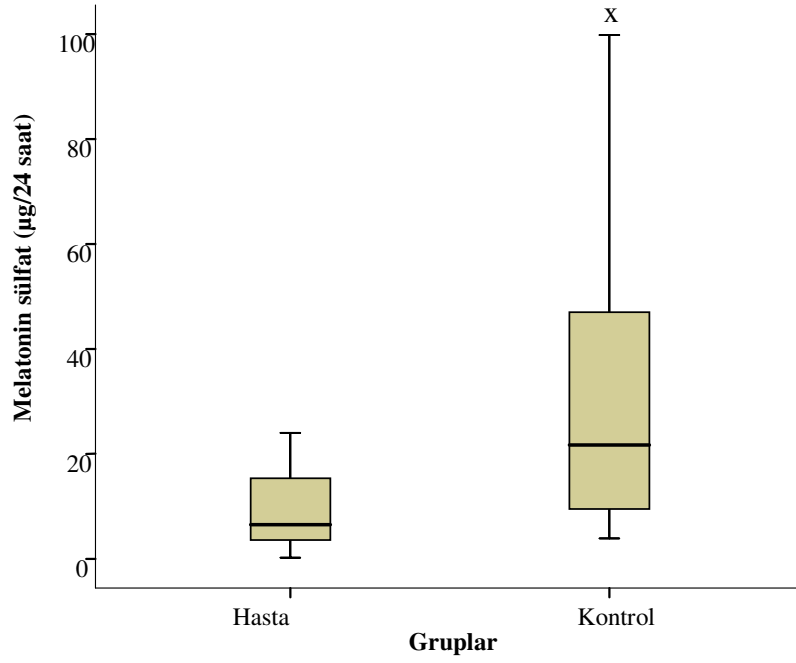 x
100
80
60
40
20
0
Melatonin sülfat (µg/24 saat)
Hasta
Kontrol
Gruplar